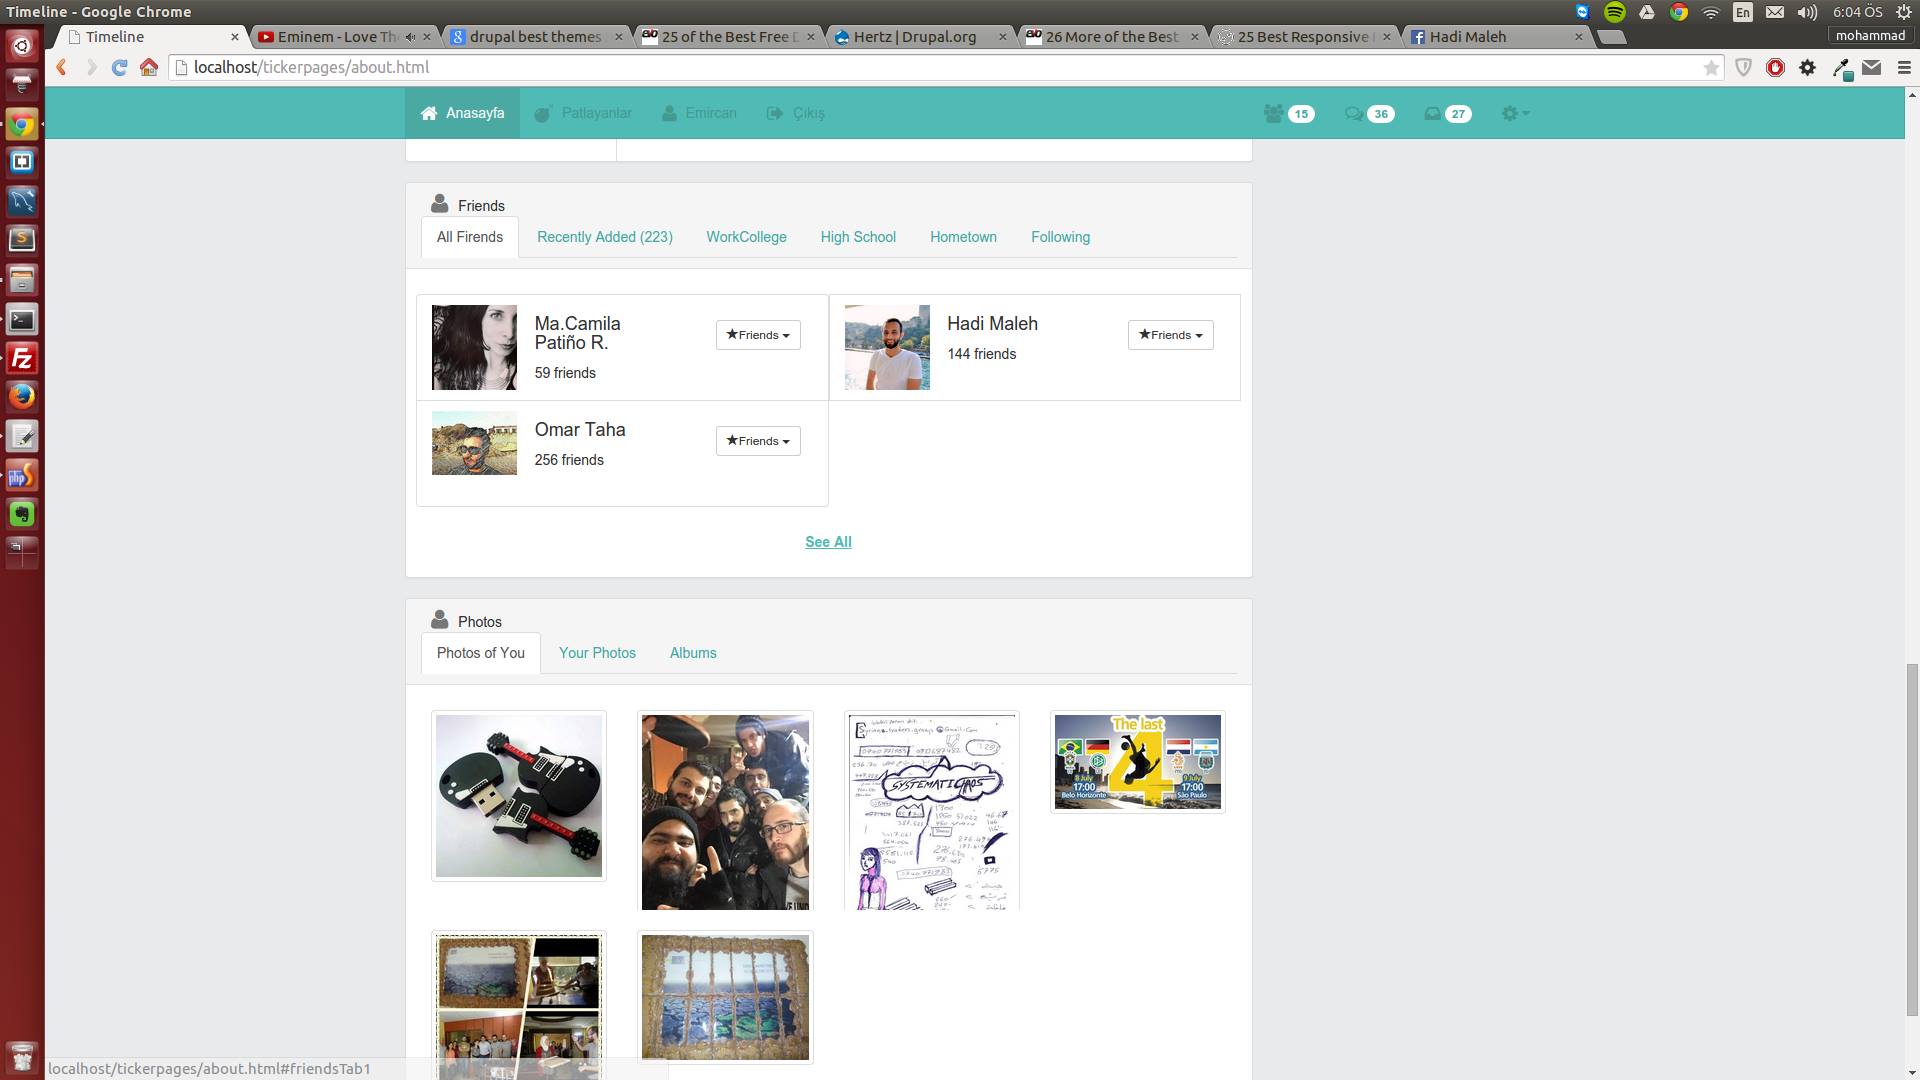 Timeline - Google Chrome
En
6:04 ÖS
Timeline
Eminem - Love The
drupal best themes
25 of the Best Free D
Hertz | Drupal.org
26 More of the Best
25 Best Responsive
Hadi Maleh
mohammad
localhost/tickerpages/about.html
Anasayfa
Patlayanlar
Emircan
Çıkış
15
36
27
Friends
All Firends
Recently Added (223)
WorkCollege
High School
Hometown
Following
Ma.Camila
Patiño R.
59 friends
★Friends
Hadi Maleh
144 friends
★Friends
Omar Taha
256 friends
★Friends
See All
Photos
Photos of You
Your Photos
Albums
SYSTEMATIC CHAOS
The last
4
8 July
17:00
Belo Horizonte
9 July
17:00
São Paulo
localhost/tickerpages/about.html#friendsTab1